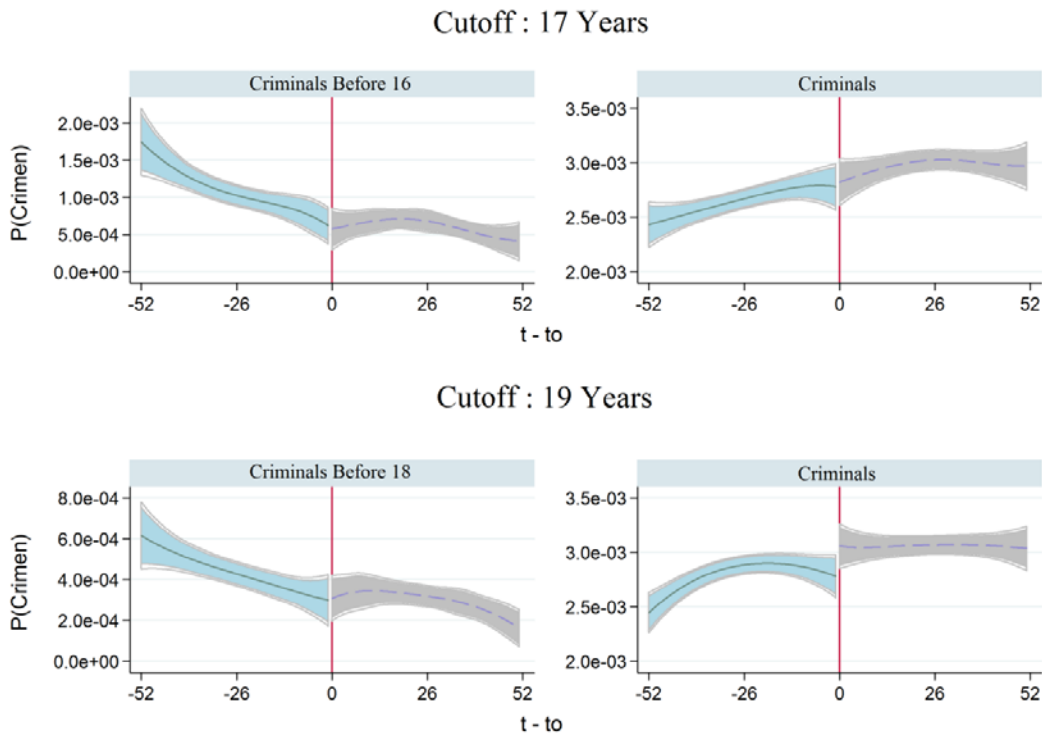 Cutoff : 17 Years
Criminals Before 16
Criminals
P(Crimen)
2.0e-03
1.5e-03
1.0e-03
5.0e-04
0.0e+00
3.5e-03
3.0e-03
2.5e-03
2.0e-03
-52 -26 0 26 52
-52 -26 0 26 52
t - to
Cutoff : 19 Years
Criminals Before 18
Criminals
P(Crimen)
8.0e-04
6.0e-04
4.0e-04
2.0e-04
0.0e+00
3.5e-03
3.0e-03
2.5e-03
2.0e-03
-52 -26 0 26 52
-52 -26 0 26 52
t - to